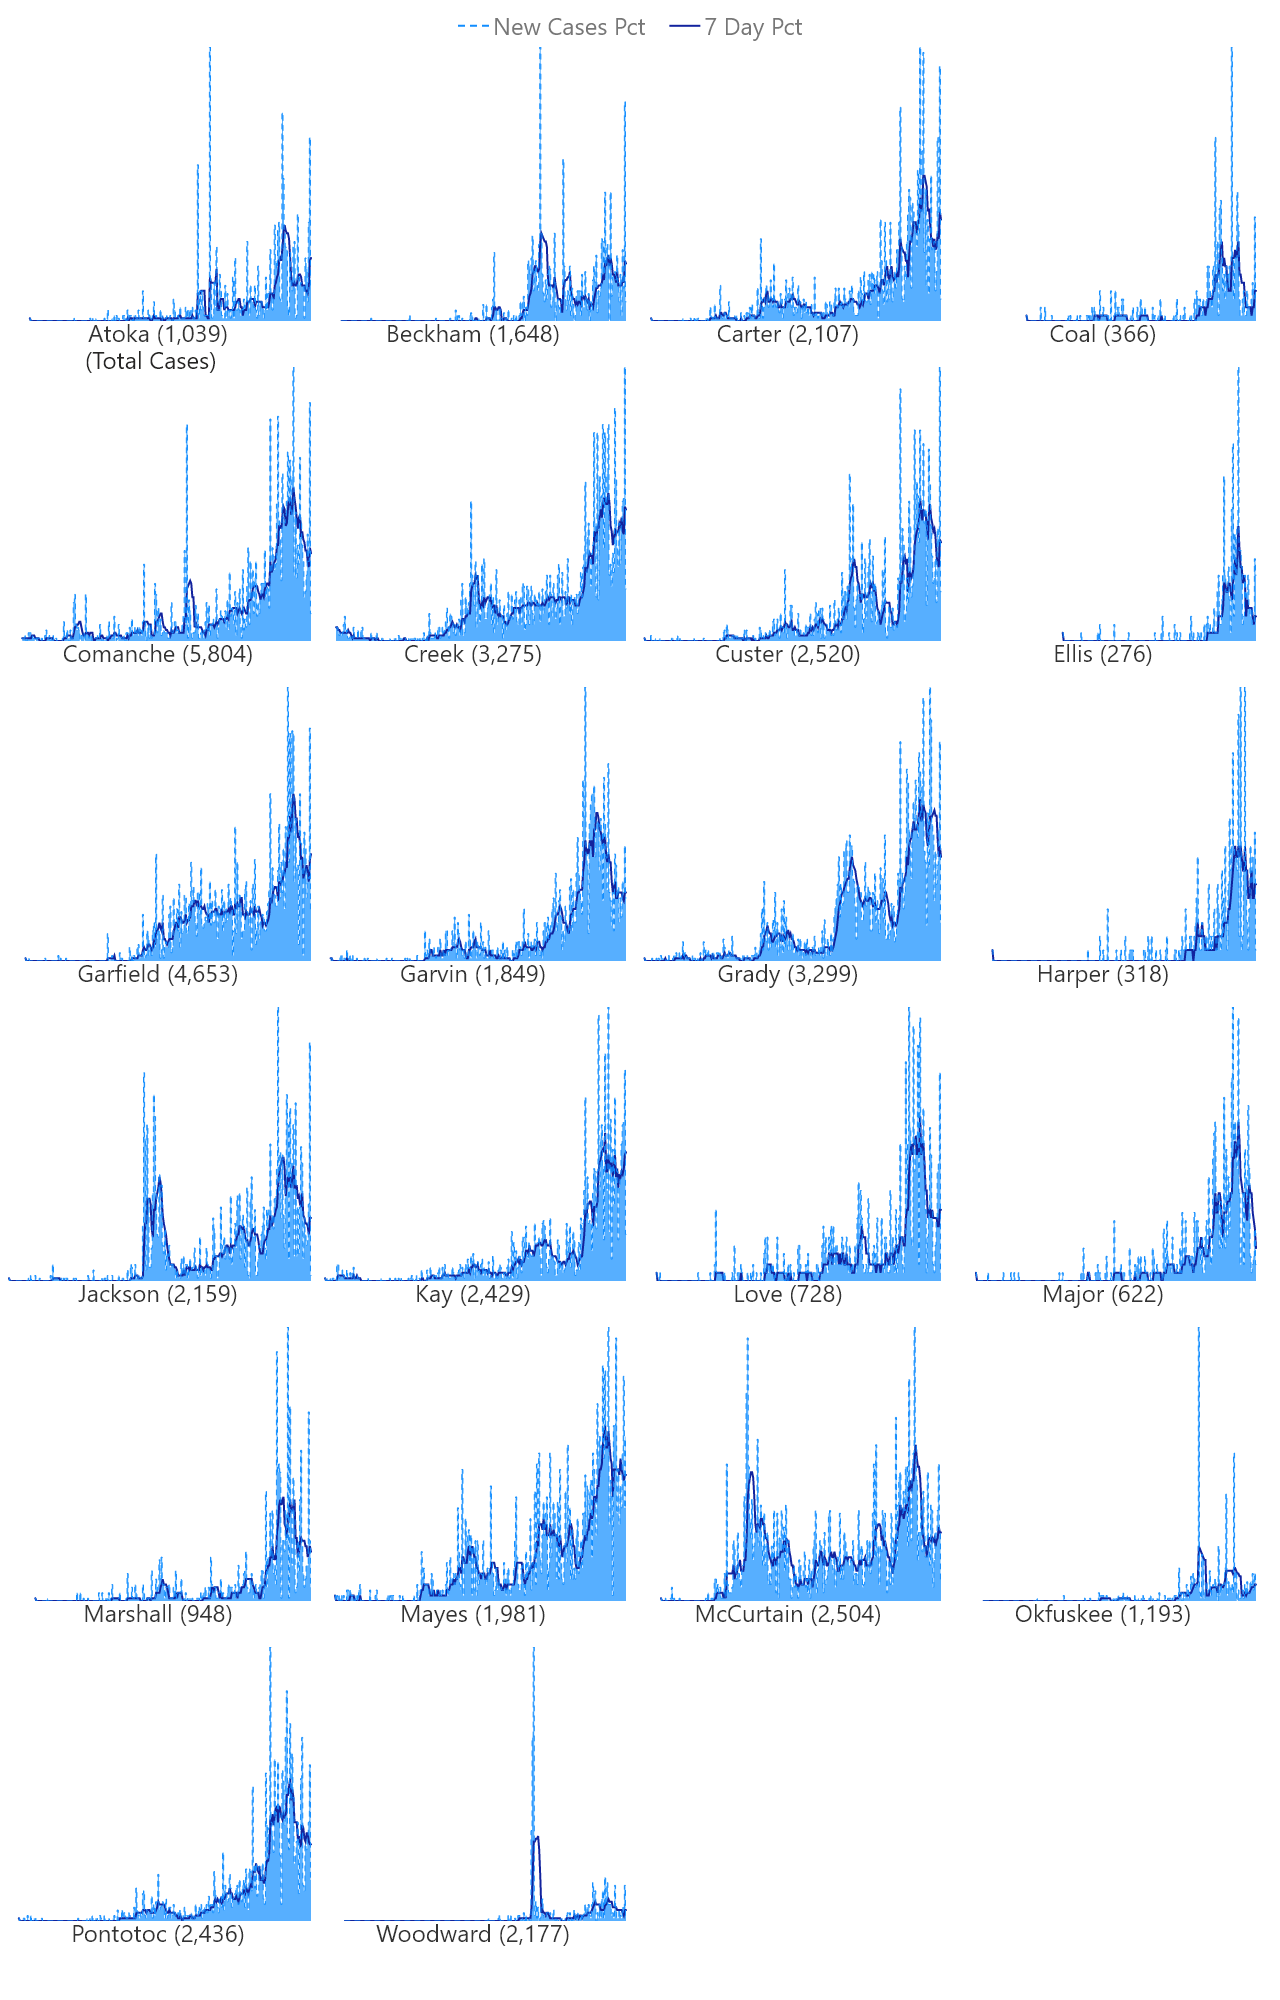 New Cases Pct 7 Day Pct
Atoka (1,039) Beckham (1,648) Carter (2,107) Coal (366)
(Total Cases)
Comanche (5,804) Creek (3,275) Custer (2,520) Ellis (276)
Garfield (4,653) Garvin (1,849) Grady (3,299) Harper (318)
Jackson (2,159) Kay (2,429) Love (728) Major (622)
Marshall (948) Mayes (1,981) McCurtain (2,504) Okfuskee (1,193)
Pontotoc (2,436) Woodward (2,177)